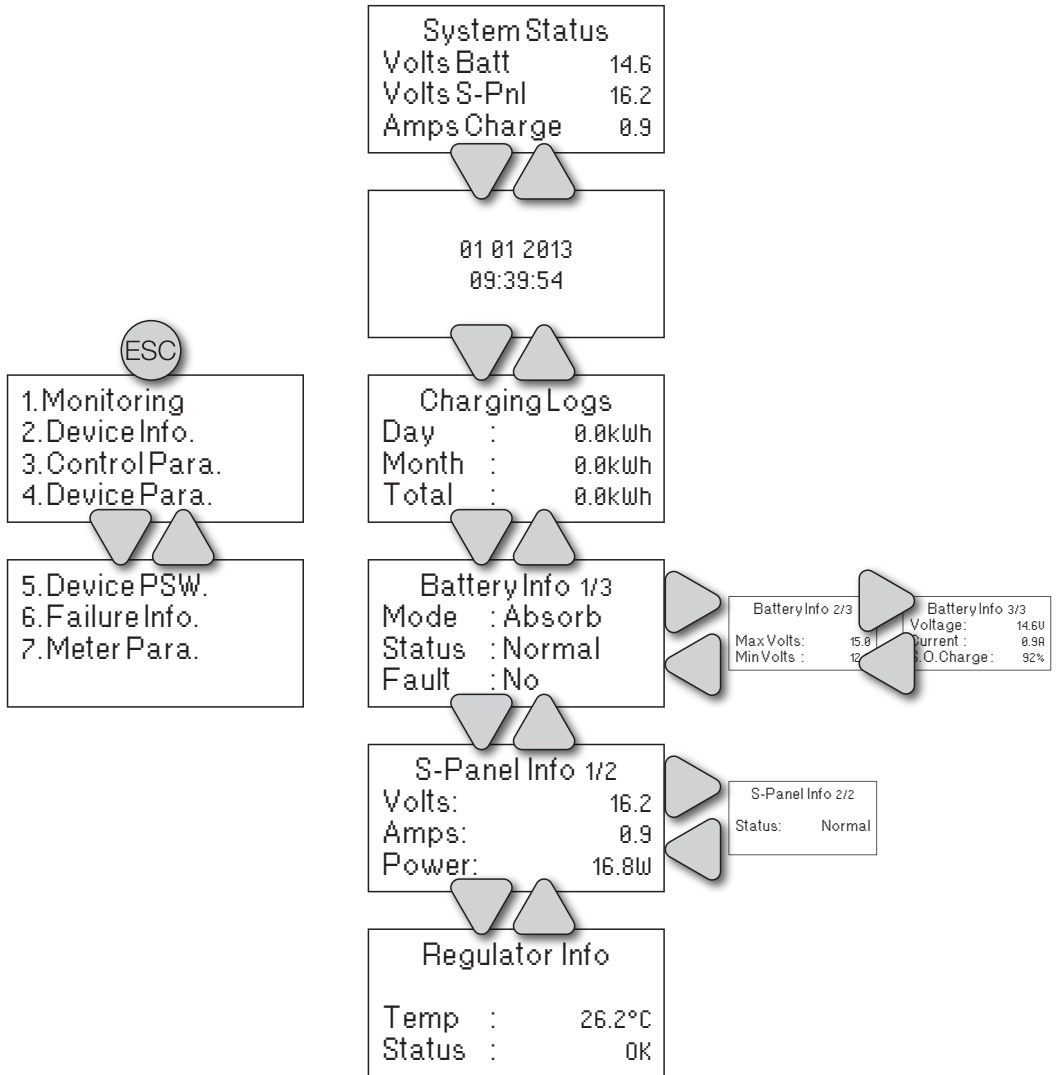 System Status
Volts Batt 14.6
Volts S-Pnl 16.2
Amps Charge 0.9
01 01 2013
09:39:54
ESC
1.Monitoring
2.Device Info.
3.Control Para.
4.Device Para.
5.Device PSW.
6.Failure Info.
7.Meter Para.
Charging Logs
Day : 0.0kWh
Month : 0.0kWh
Total : 0.0kWh
Battery Info 1/3
Mode : Absorb
Status : Normal
Fault : No
Battery Info 2/3
Max Volts: 15.0
Min Volts : 12
Battery Info 3/3
Voltage: 14.6V
Current : 0.9A
S.O.Charge: 92%
S-Panel Info 1/2
Volts: 16.2
Amps: 0.9
Power: 16.8W
S-Panel Info 2/2
Status: Normal
Regulator Info
Temp : 26.2°C
Status : OK